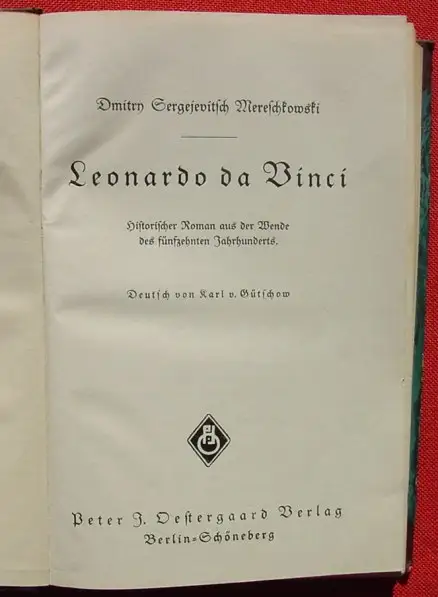 Dmitry Sergejevitsch Mereschkowski
Leonardo da Vinci
Historischer Roman aus der Wende
des fünfzehnten Jahrhunderts.
Deutsch von Karl v. Gütschow
Peter J. Oestergaard Verlag
Berlin=Schöneberg